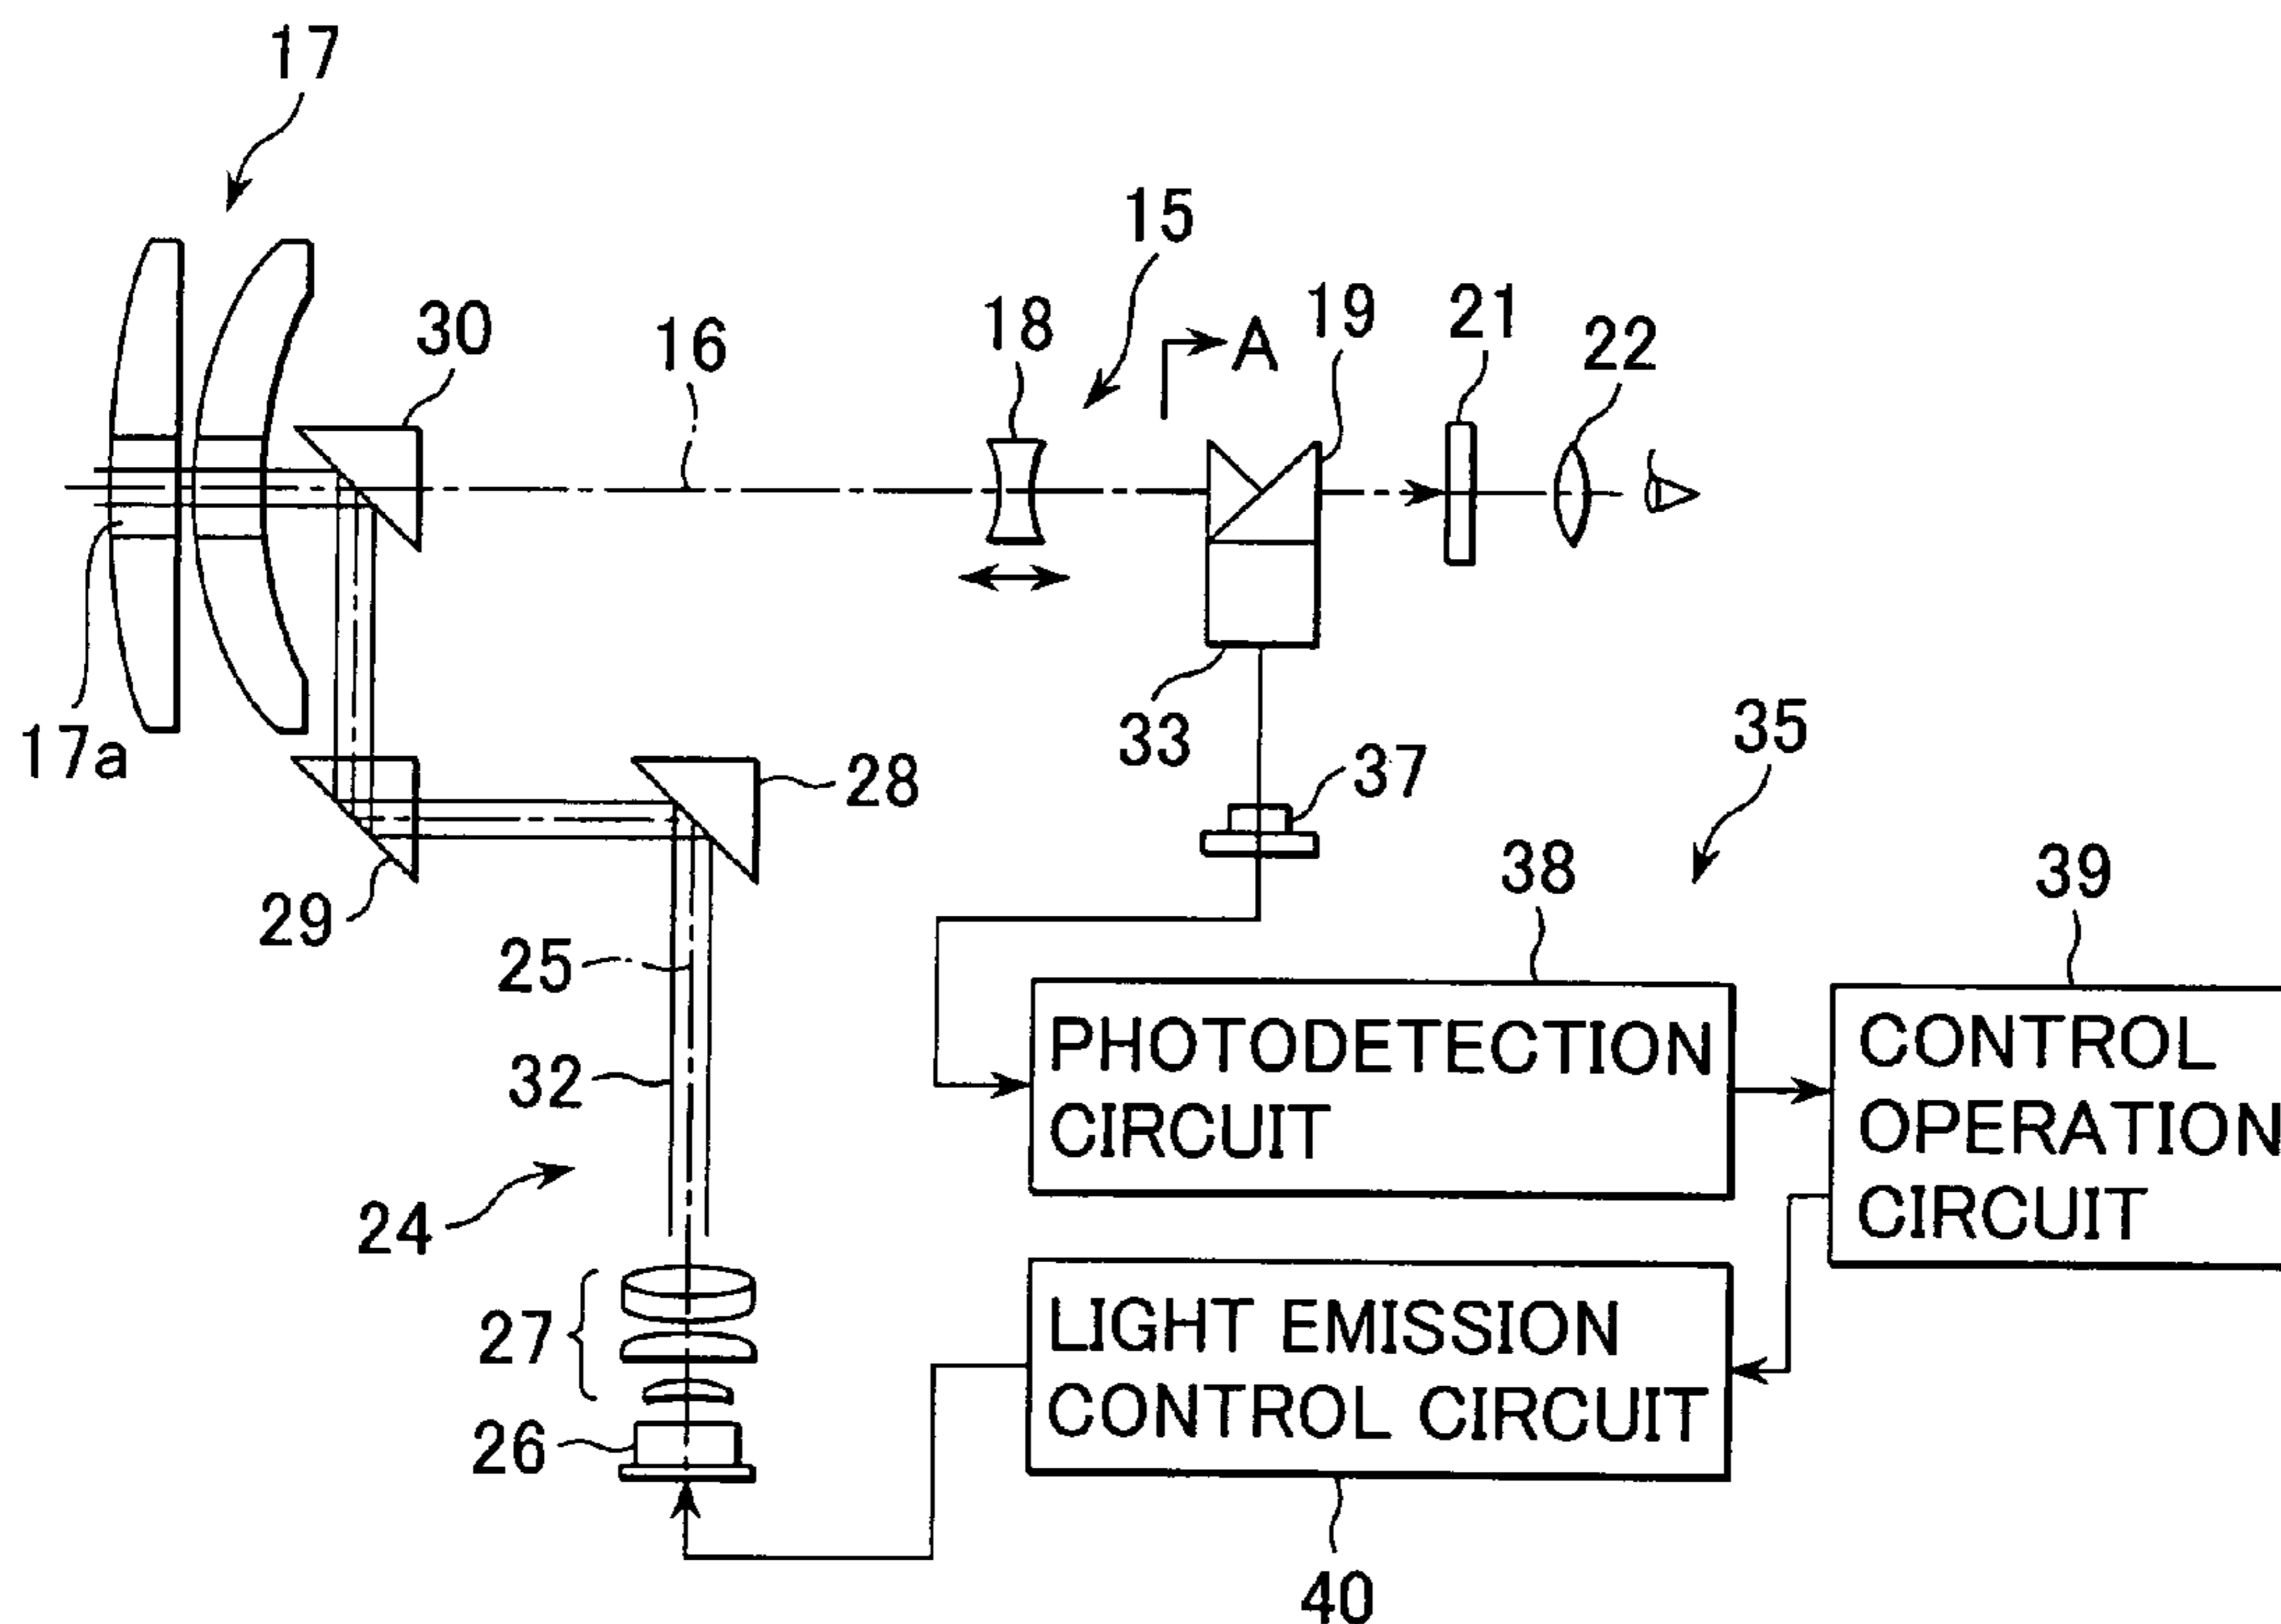 17
15
30
16
18
A
19
21
22
17a
33
37
35
28
29
38
39
25
PHOTODETECTION
CIRCUIT
CONTROL
OPERATION
CIRCUIT
32
24
27
LIGHT EMISSION
CONTROL CIRCUIT
26
40